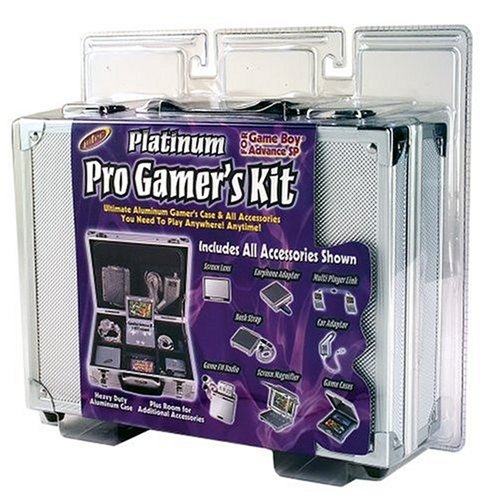 Platinum
FOR Game Boy®
Advance SP
Pro Gamer's Kit
Ultimate Aluminum Gamer's Case & All Accessories
You Need To Play Anywhere! Anytime!
Includes All Accessories Shown
Screen Lens
Earphone Adaptor
Multi Player Link
Dash Strap
Car Adaptor
Game FM Radio
Screen Magnifier
Game Cases
Heavy Duty
Aluminum Case
Plus Room for
Additional Accessories